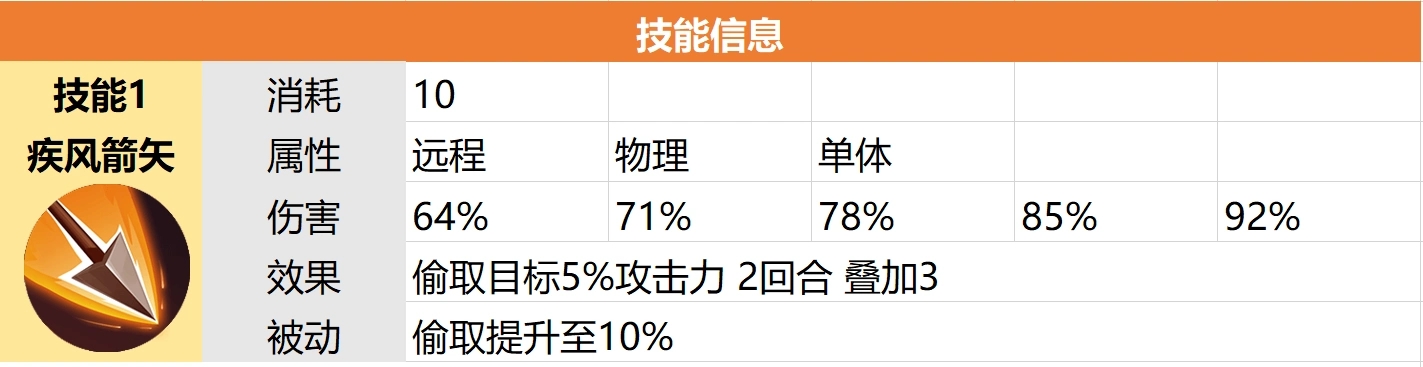 技能信息
技能1 消耗 10
疾风箭矢 属性 远程 物理 单体
伤害 64% 71% 78% 85% 92%
效果 偷取目标5%攻击力 2回合 叠加3
被动 偷取提升至10%